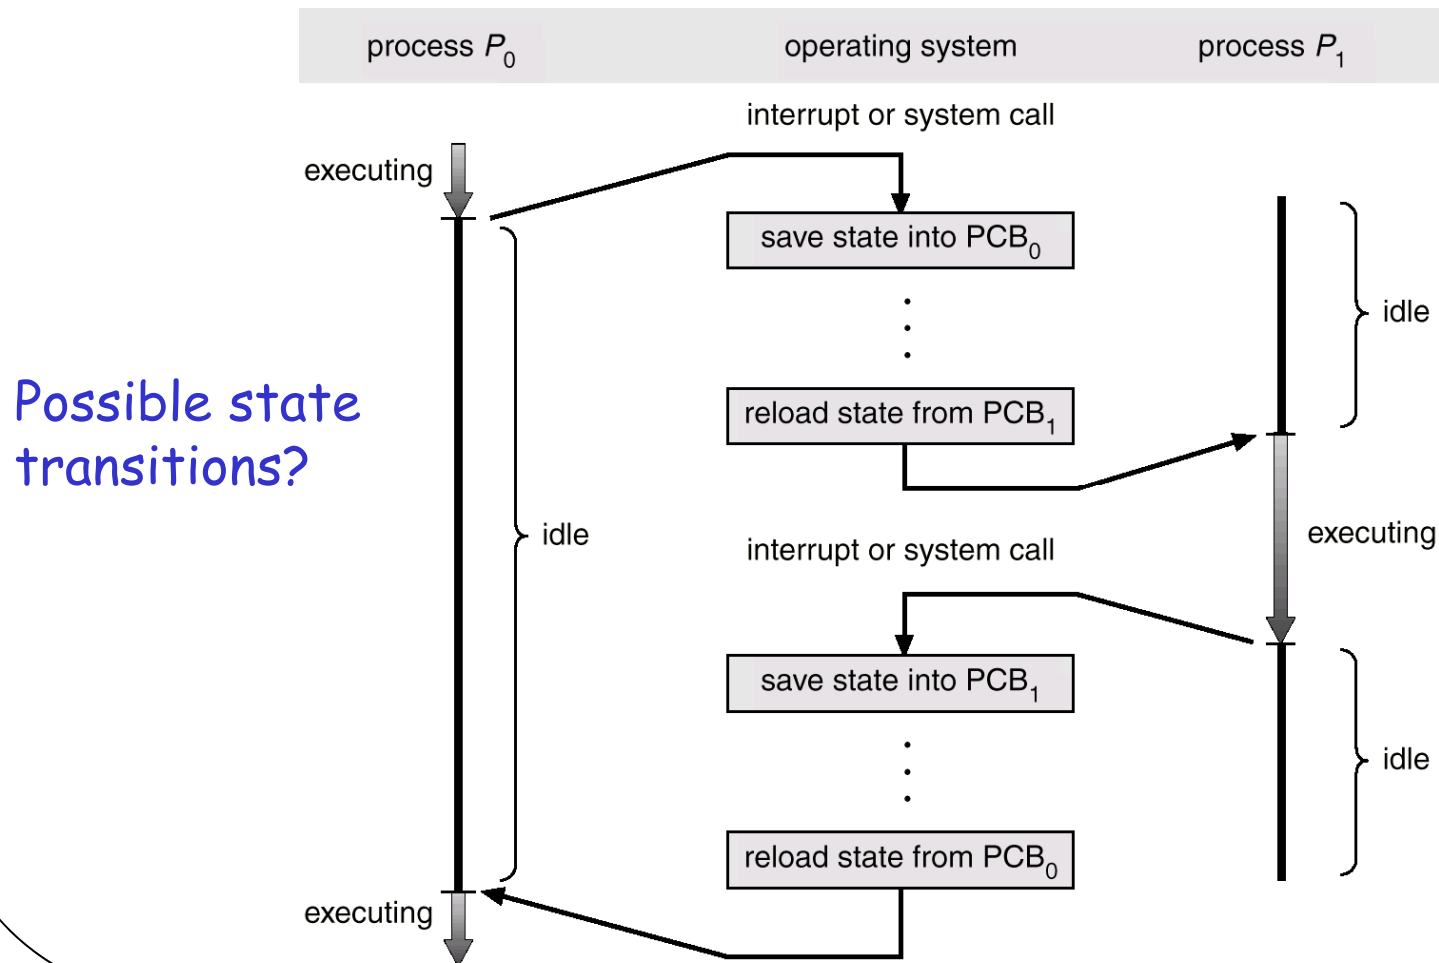 process P0 operating system process P1
interrupt or system call
executing
save state into PCB0
idle
reload state from PCB1
Possible state
transitions?
idle
interrupt or system call
executing
save state into PCB1
idle
reload state from PCB0
executing